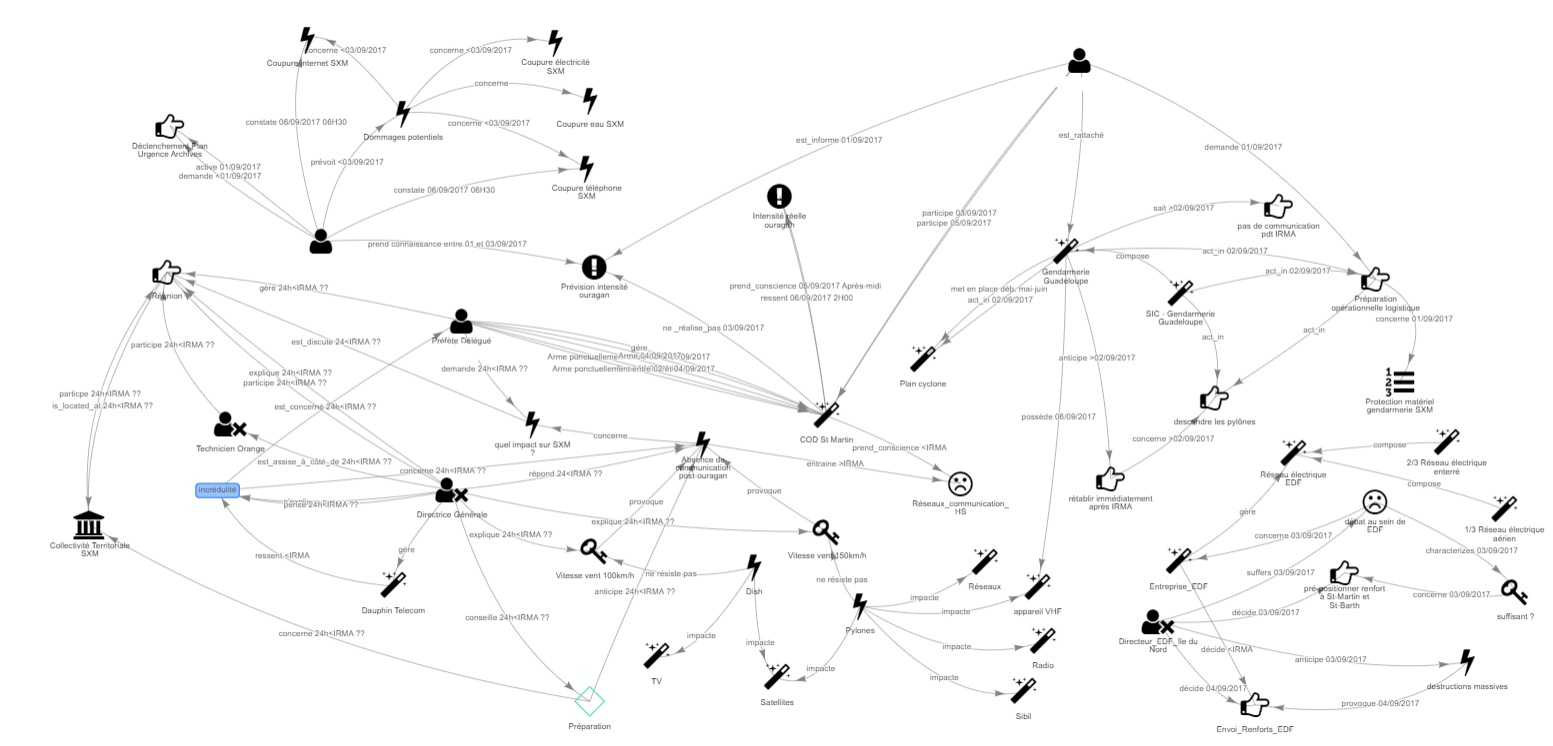 Coupure internet SXM
concerne <03/09/2017
concerne <03/09/2017
Coupure électricité
SXM
concerne
Coupure eau SXM
constate 06/09/2017 06H30
Dommages potentiels
concerne <03/09/2017
Déclenchement Plan
Urgence Archives
active 01/09/2017
demande <01/09/2017
prévoit <03/09/2017
constate 06/09/2017 06H30
Coupure téléphone
SXM
prend connaissance entre 01 et 03/09/2017
Prévision intensité
ouragan
est_informe 01/09/2017
est_rattaché
demande 01/09/2017
Intensité réelle
ouragan
participe 03/09/2017
participe 05/09/2017
sait >02/09/2017
pas de communication
pdt IRMA
act_in 02/09/2017
act_in 02/09/2017
compose
Gendarmerie
Guadeloupe
met en place déb. mai-juin
act_in 02/09/2017
SIC - Gendarmerie
Guadeloupe
Préparation
opérationnelle logistique
concerne 01/09/2017
act_in
act_in
Protection matériel
gendarmerie SXM
Plan cyclone
anticipe >02/09/2017
descendre les pylônes
possède 06/09/2017
concerne >02/09/2017
rétablir immédiatement
après IRMA
prend_conscience 05/09/2017 Après-midi
ressent 06/09/2017 2H00
ne _réalise_pas 03/09/2017
Réunion
gère 24h<IRMA ??
Préfète Délégué
gère
Arme 04/09/2017
Arme ponctuellement entre 02 et 04/09/2017
participe 24h<IRMA ??
est_discute 24<IRMA ??
demande 24h<IRMA ??
explique 24h<IRMA ??
participe 24h<IRMA ??
particpe 24h<IRMA ??
is_located_at 24h<IRMA ??
est_concerné 24h<IRMA ??
Technicien Orange
quel impact sur SXM
?
concerne
COD St Martin
prend_conscience <IRMA
entraine >IRMA
Réseaux_communication_
HS
Absence de
communication
post-ouragan
est_assise_à_côté_de 24h<IRMA ??
concerne 24h<IRMA ??
répond 24<IRMA ??
incrédulité
pense 24h<IRMA ??
Directrice Générale
provoque
provoque
explique 24h<IRMA ??
explique 24h<IRMA ??
Collectivité Territoriale
SXM
ressent <IRMA
gère
Dauphin Telecom
Vitesse vent 100km/h
Vitesse vent 150km/h
ne résiste pas
ne résiste pas
anticipe 24h<IRMA ??
Dish
Pylones
conseille 24h<IRMA ??
concerne 24h<IRMA ??
impacte
impacte
impacte
impacte
impacte
impacte
impacte
Réseaux
appareil VHF
Radio
Sibil
TV
Satellites
Préparation
Réseau électrique
EDF
compose
2/3 Réseau électrique
enterré
compose
1/3 Réseau électrique
aérien
gère
débat au sein de
EDF
concerne 03/09/2017
characterizes 03/09/2017
Entreprise_EDF
suffers 03/09/2017
pré-positionner renfort
à St-Martin et
St-Barth
concerne 03/09/2017
suffisant ?
décide 03/09/2017
Directeur_EDF_Ile du
Nord
décide <IRMA
anticipe 03/09/2017
destructions massives
décide 04/09/2017
provoque 04/09/2017
Envoi_Renforts_EDF